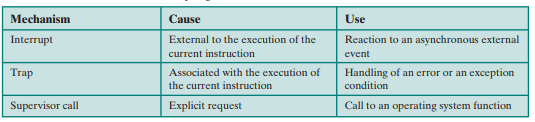 Mechanism Cause Use
Interrupt External to the execution of the Reaction to an asynchronous external
current instruction event
Trap Associated with the execution of Handling of an error or an exception
the current instruction condition
Supervisor call Explicit request Call to an operating system function